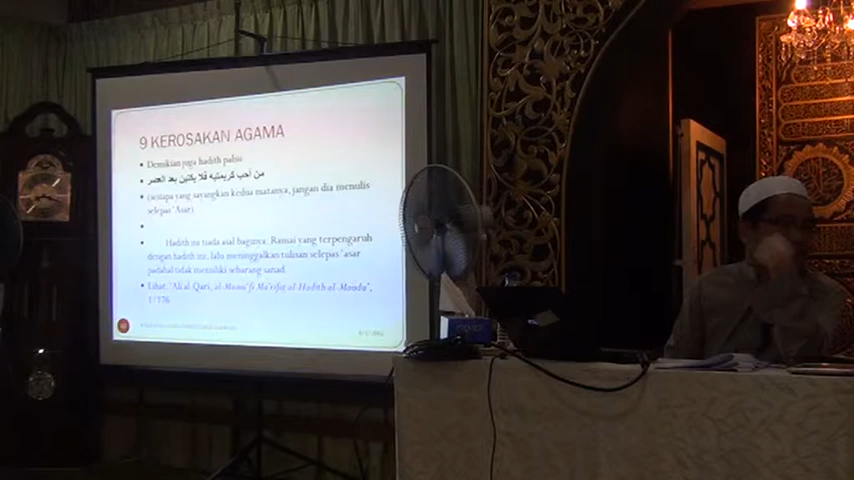 9 KEROSAKAN AGAMA
Demikian juga hadith palsu
من أحب كريمتيه فلا يكتبن بعد العصر
(sesiapa yang sayangkan kedua matanya, jangan dia menulis
selepas 'Asar)
Hadith ini tiada asal baginya. Ramai yang terpengaruh
dengan hadith ini, lalu meninggalkan tulisan selepas 'asar
padahal tidak memiliki sebarang sanad.
Lihat, 'Ali al-Qari, al-Masnu' fi Ma'rifat al-Hadith al-Maudu',
1/176